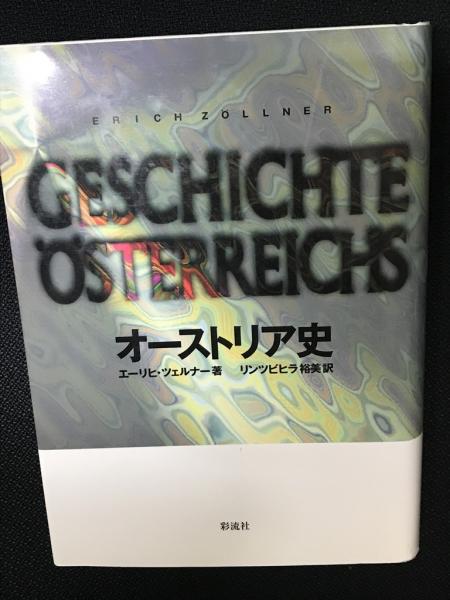 ERICH ZÖLLNER
GESCHICHTE
ÖSTERREICHS
オーストリア史
エーリヒ・ツェルナー著 リンツビヒラ裕美訳
彩流社